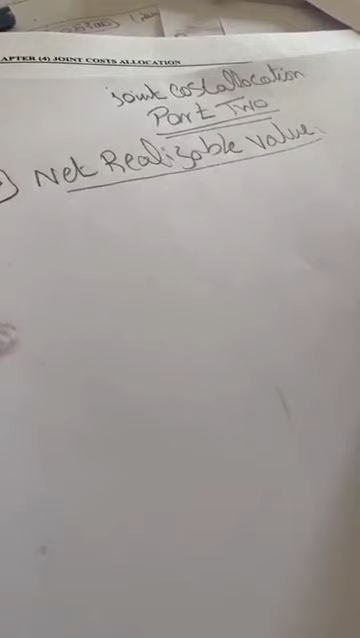 APTER (4) JOINT COSTS ALLOCATION
joint cost allocation
Part Two
Net Realizable value.